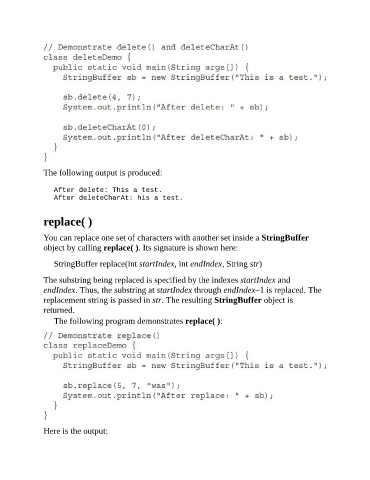 // Demonstrate delete() and deleteCharAt()
class deleteDemo {
  public static void main(String args[]) {
    StringBuffer sb = new StringBuffer("This is a test.");

    sb.delete(4, 7);
    System.out.println("After delete: " + sb);

    sb.deleteCharAt(0);
    System.out.println("After deleteCharAt: " + sb);
  }
}
The following output is produced:
After delete: This a test.
After deleteCharAt: his a test.
replace( )
You can replace one set of characters with another set inside a StringBuffer
object by calling replace( ). Its signature is shown here:
StringBuffer replace(int startIndex, int endIndex, String str)
The substring being replaced is specified by the indexes startIndex and
endIndex. Thus, the substring at startIndex through endIndex–1 is replaced. The
replacement string is passed in str. The resulting StringBuffer object is
returned.
The following program demonstrates replace( ):
// Demonstrate replace()
class replaceDemo {
  public static void main(String args[]) {
    StringBuffer sb = new StringBuffer("This is a test.");

    sb.replace(5, 7, "was");
    System.out.println("After replace: " + sb);
  }
}
Here is the output: